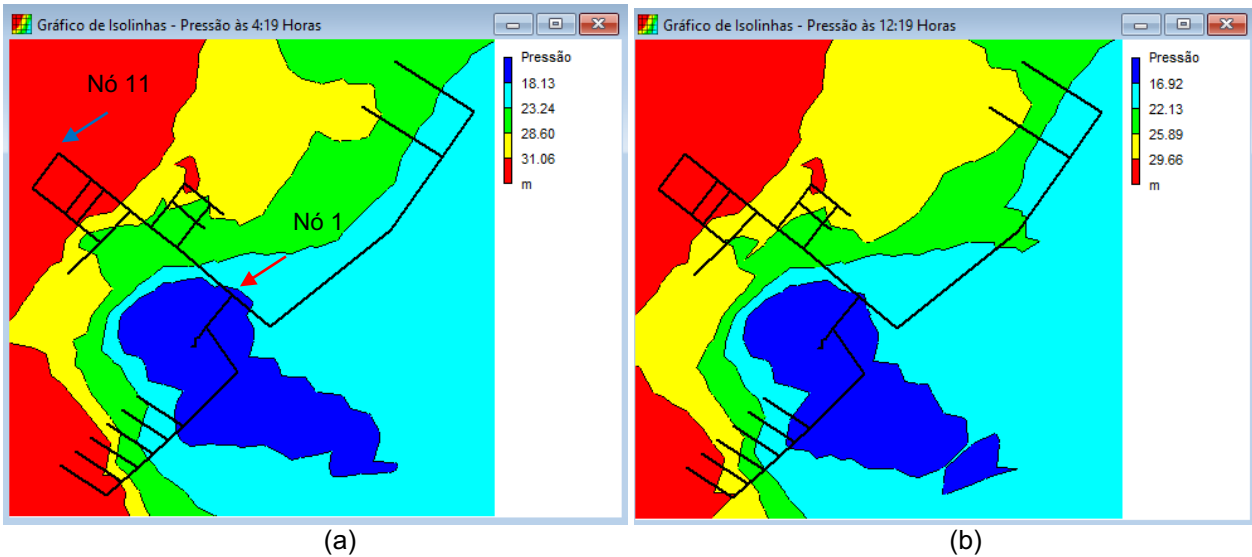 Gráfico de Isolinhas - Pressão às 4:19 Horas
Pressão
18.13
23.24
28.60
31.06
m
Nó 11
Nó 1
(a)
Gráfico de Isolinhas - Pressão às 12:19 Horas
Pressão
16.92
22.13
25.89
29.66
m
(b)